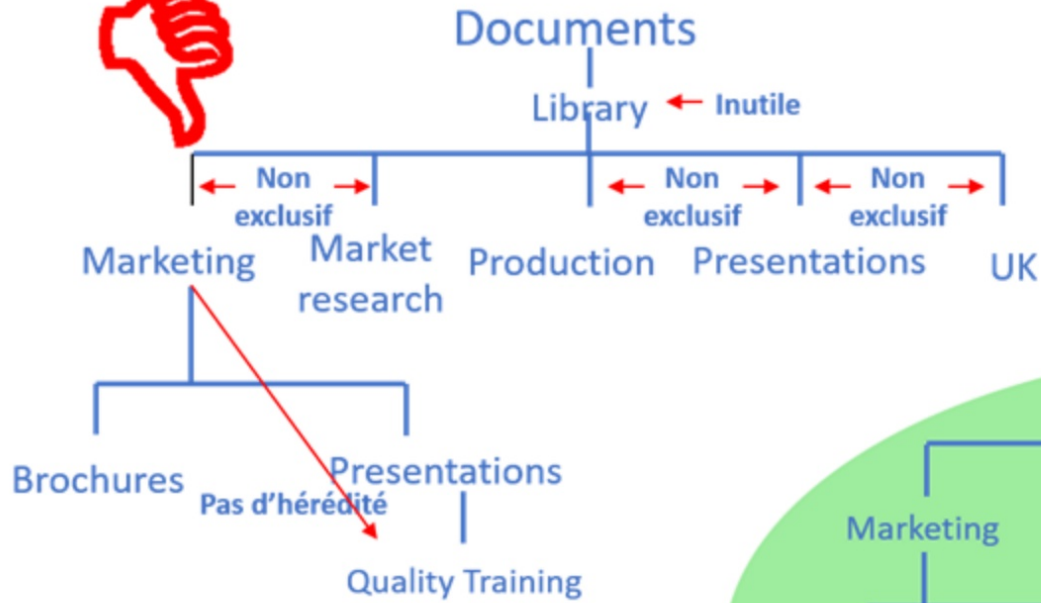 Documents
Library
Inutile
Non
exclusif
Non
exclusif
Non
exclusif
Marketing
Market
research
Production
Presentations
UK
Brochures
Presentations
Pas d'hérédité
Quality Training
Marketing